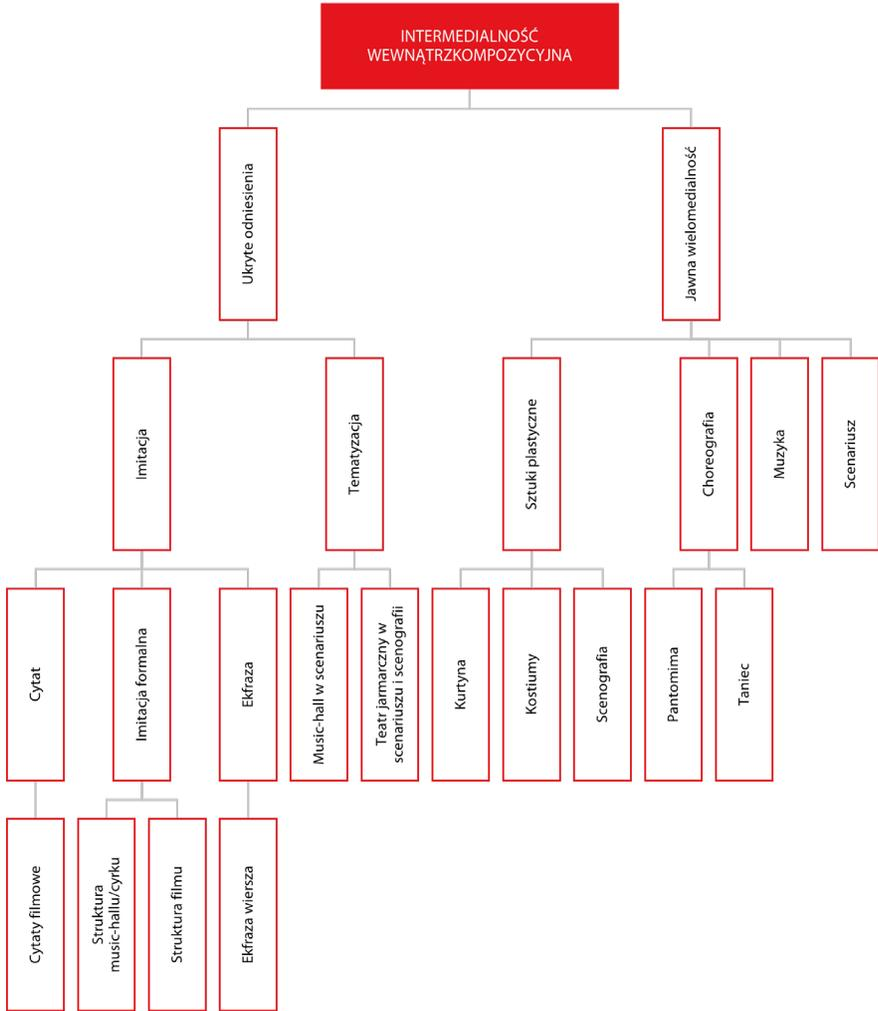 INTERMEDIALNOŚĆ
WEWNĄTRZKOMPOZYCYJNA
Ukryte odniesienia
Jawna wielomedialność
Imitacja
Tematyzacja
Sztuki plastyczne
Choreografia
Muzyka
Scenariusz
Cytat
Imitacja formalna
Ekfraza
Music-hall w scenariuszu
Teatr jarmarczny w
scenariuszu i scenografii
Kurtyna
Kostiumy
Scenografia
Pantomima
Taniec
Cytaty filmowe
Struktura
music-hallu/cyrku
Struktura filmu
Ekfraza wiersza